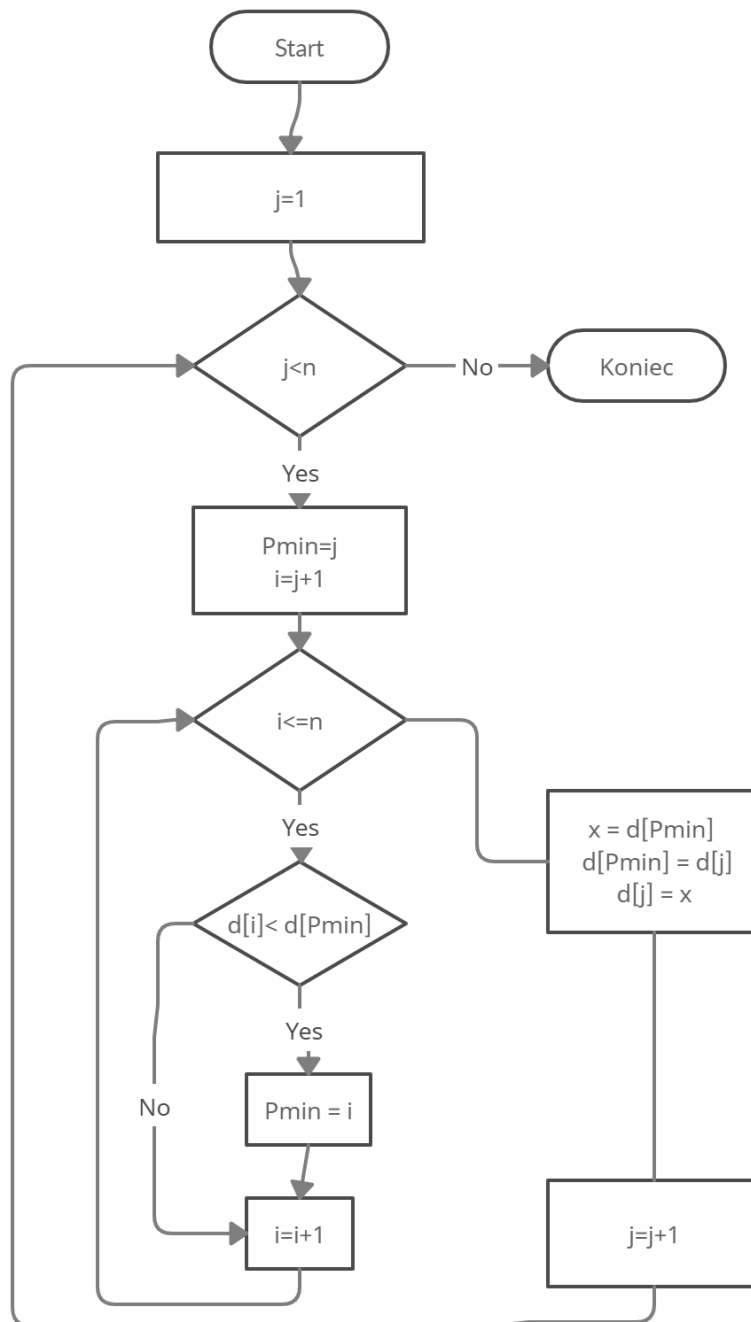 Start
j=1
j<n
No
Koniec
Yes
Pmin=j
i=j+1
i<=n
Yes
x = d[Pmin]
d[Pmin] = d[j]
d[j] = x
d[i]< d[Pmin]
Yes
No
Pmin = i
i=i+1
j=j+1